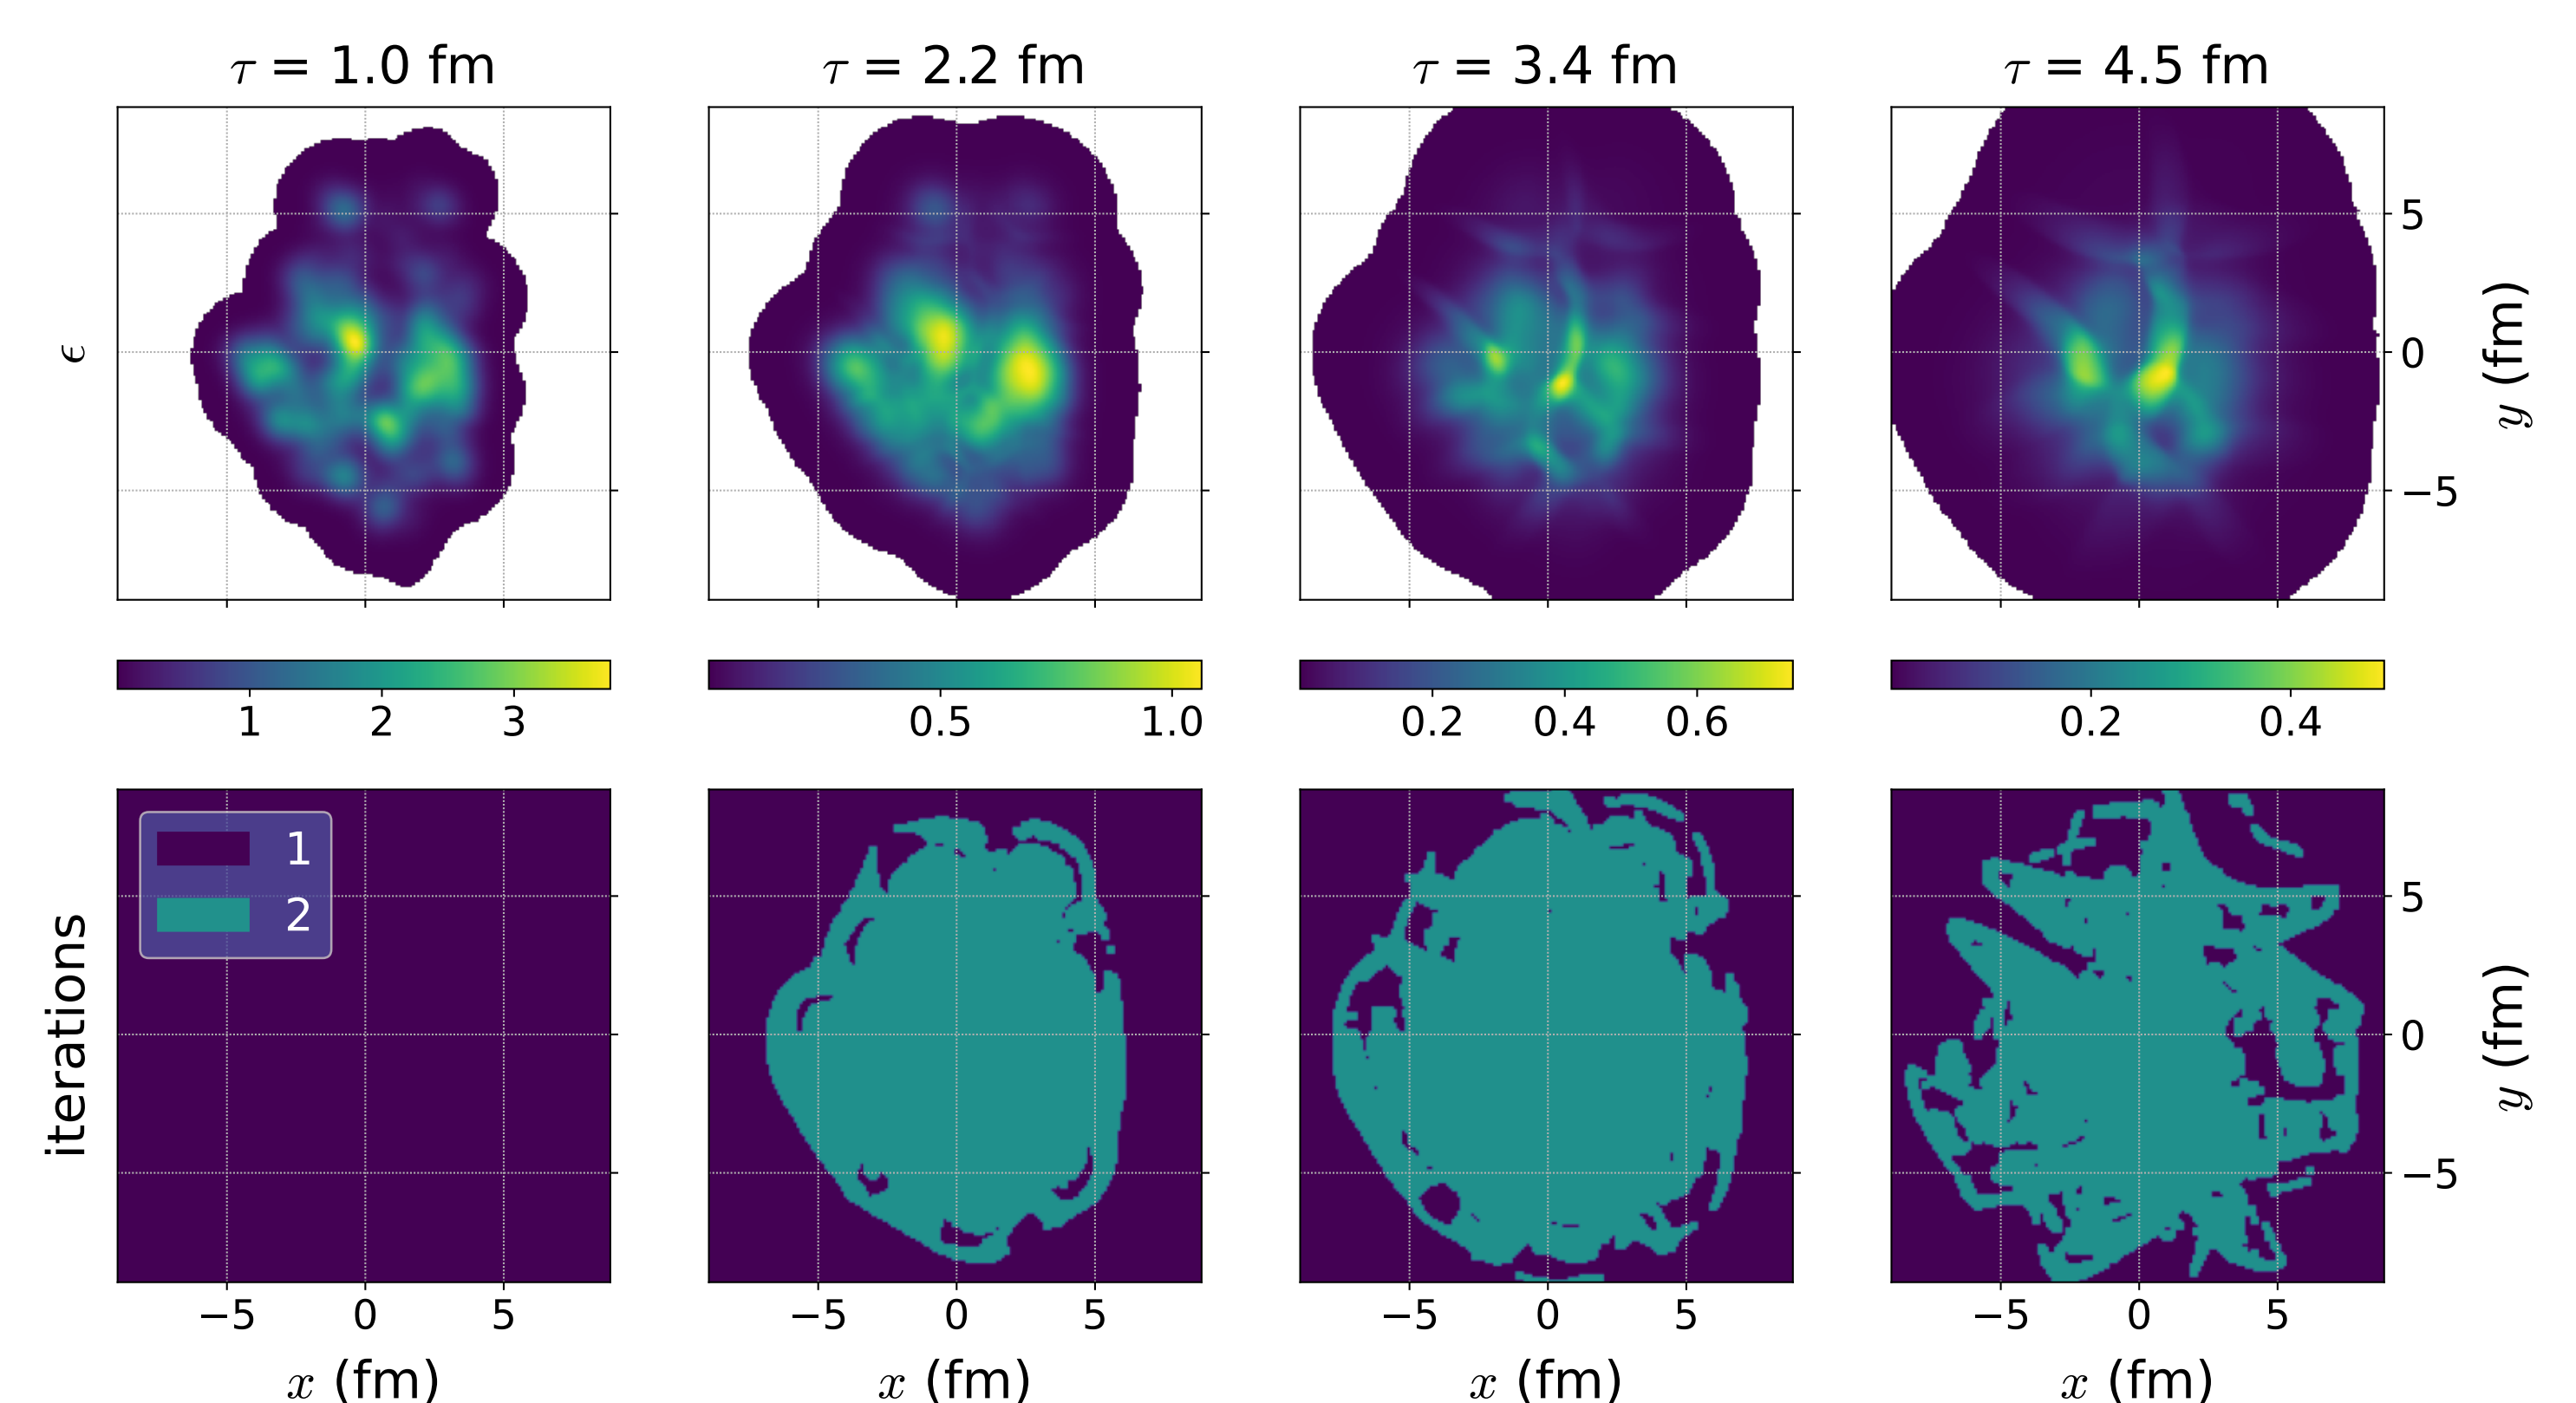 τ = 1.0 fm
τ = 2.2 fm
τ = 3.4 fm
τ = 4.5 fm
ϵ
5
0
−5
y (fm)
1 2 3
0.5 1.0
0.2 0.4 0.6
0.2 0.4
iterations
1
2
5
0
−5
y (fm)
−5 0 5
−5 0 5
−5 0 5
−5 0 5
x (fm)
x (fm)
x (fm)
x (fm)